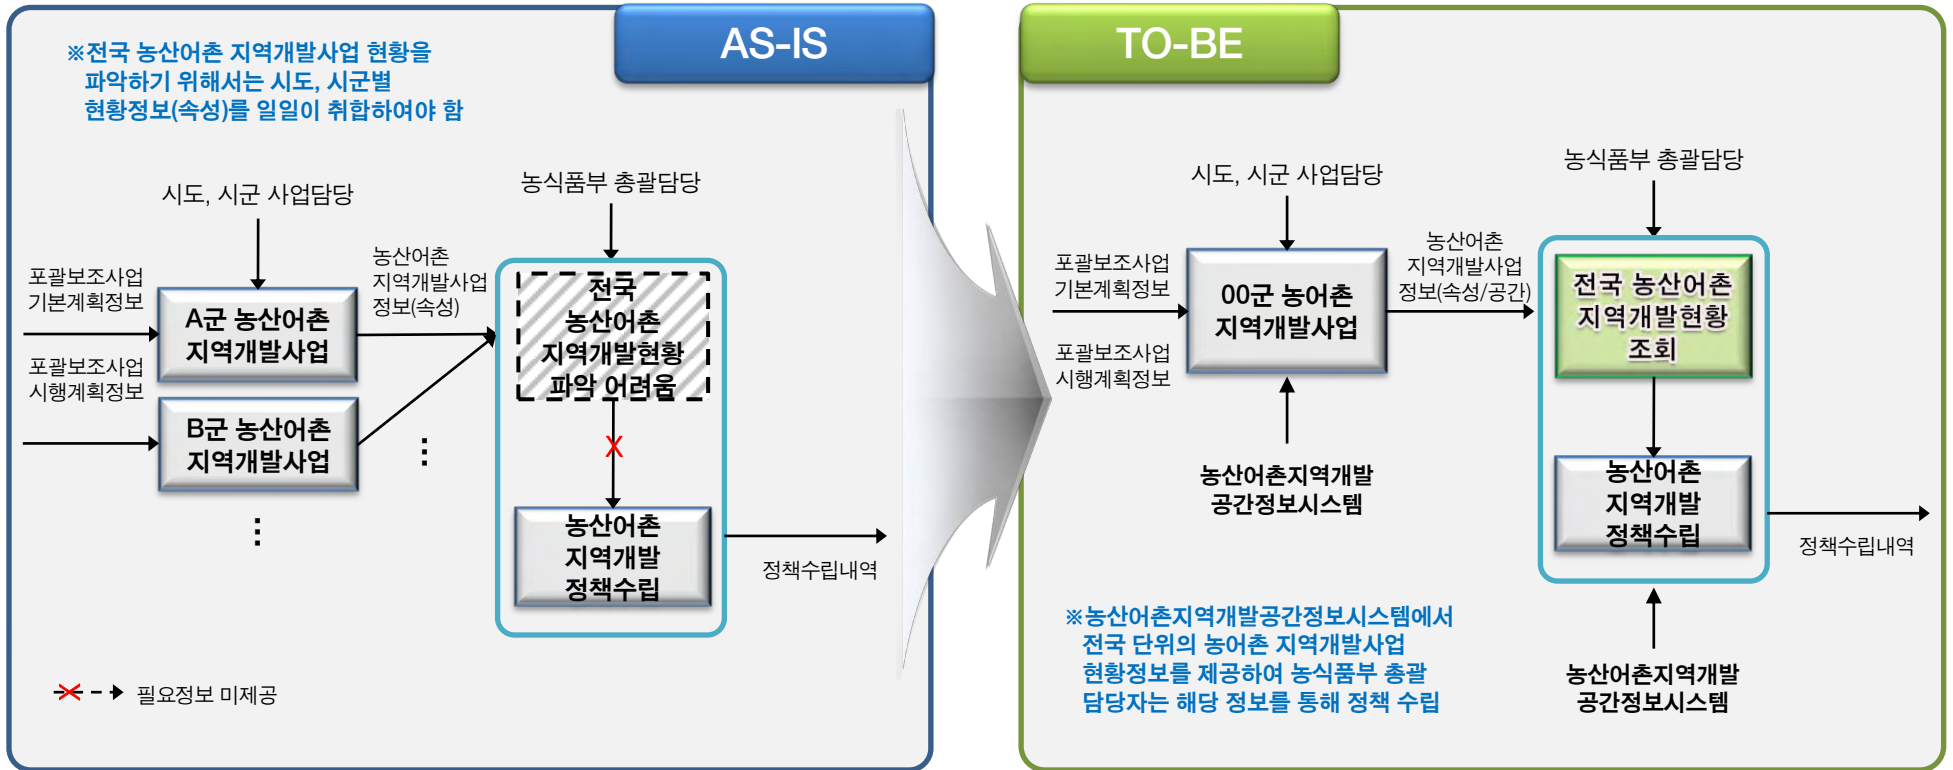 AS-IS
※전국 농산어촌 지역개발사업 현황을
파악하기 위해서는 시도, 시군별
현황정보(속성)를 일일이 취합하여야 함
시도, 시군 사업담당
농식품부 총괄담당
포괄보조사업
기본계획정보
포괄보조사업
시행계획정보
A군 농산어촌
지역개발사업
B군 농산어촌
지역개발사업
농산어촌
지역개발사업
정보(속성)
전국
농산어촌
지역개발현황
파악 어려움
X
농산어촌
지역개발
정책수립
정책수립내역
필요정보 미제공
TO-BE
시도, 시군 사업담당
농식품부 총괄담당
포괄보조사업
기본계획정보
포괄보조사업
시행계획정보
00군 농어촌
지역개발사업
농산어촌
지역개발사업
정보(속성/공간)
전국 농산어촌
지역개발현황
조회
농산어촌지역개발
공간정보시스템
농산어촌
지역개발
정책수립
정책수립내역
※농산어촌지역개발공간정보시스템에서
전국 단위의 농어촌 지역개발사업
현황정보를 제공하여 농식품부 총괄
담당자는 해당 정보를 통해 정책 수립
농산어촌지역개발
공간정보시스템